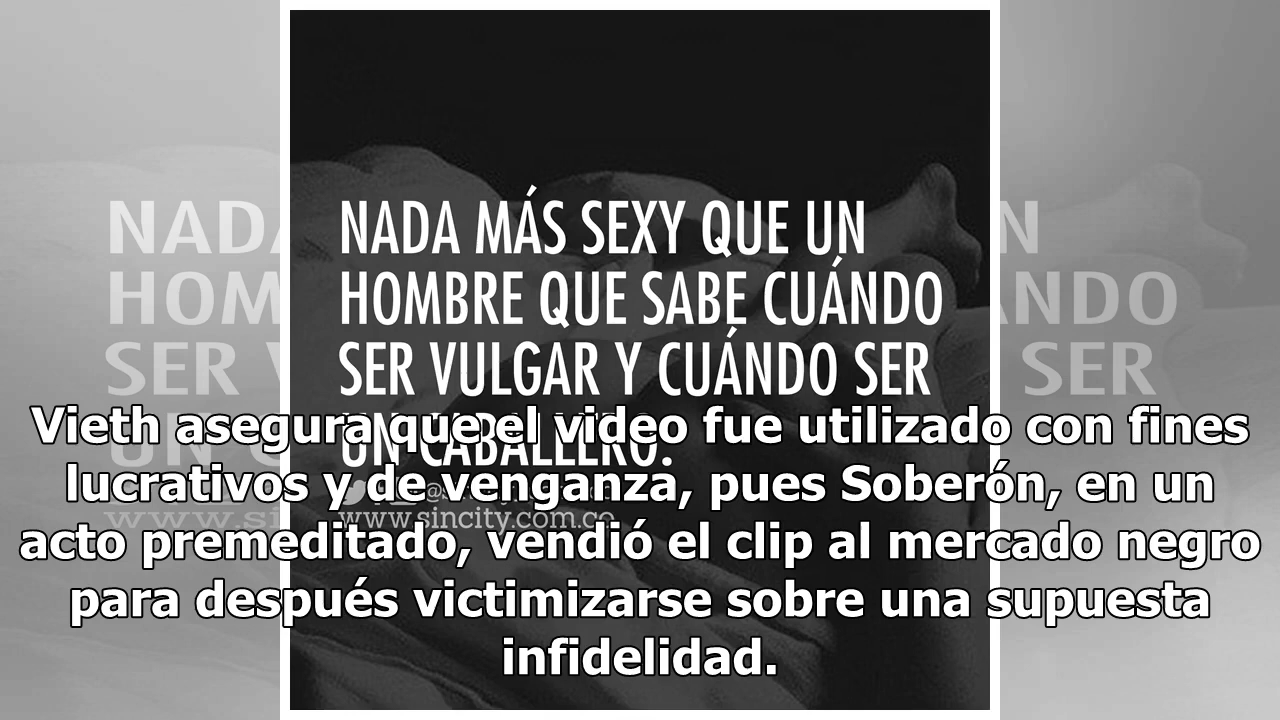 NADA MÁS SEXY QUE UN
HOMBRE QUE SABE CUÁNDO
SER VULGAR Y CUÁNDO SER
UN CABALLERO.
www.sincity.com.co
Vieth asegura que el video fue utilizado con fines
lucrativos y de venganza, pues Soberón, en un
acto premeditado, vendió el clip al mercado negro
para después victimizarse sobre una supuesta
infidelidad.